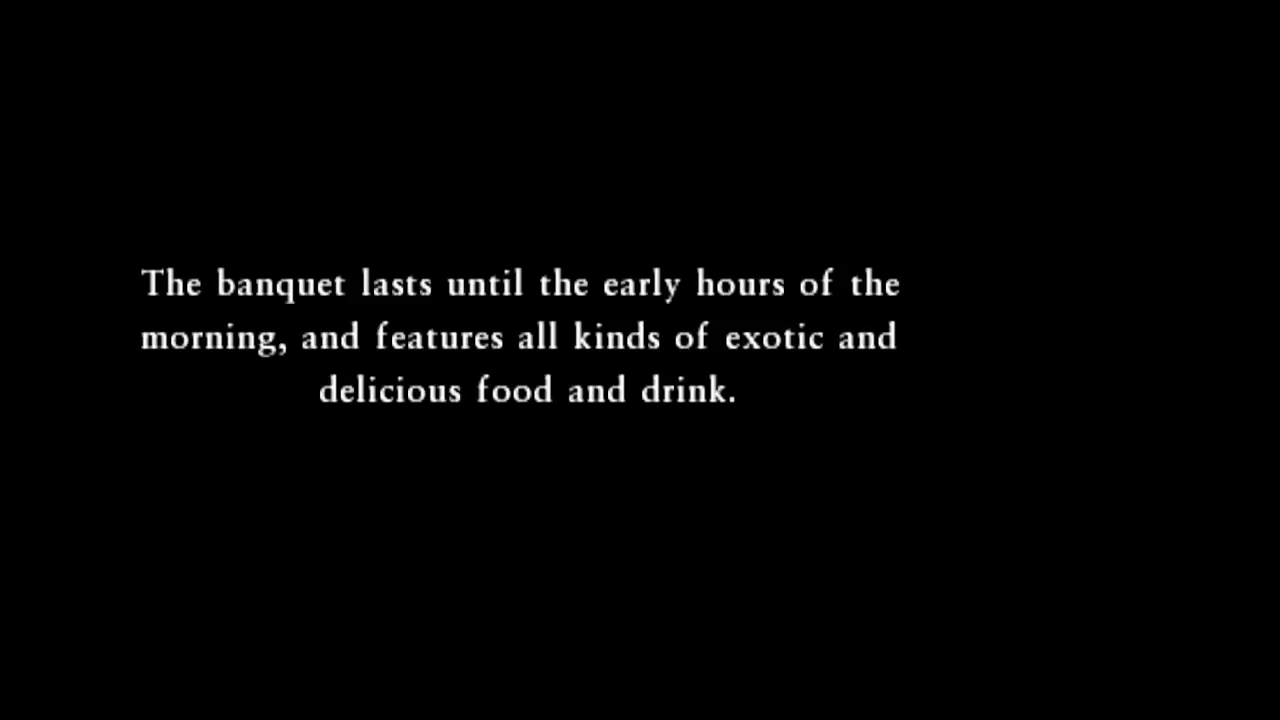 The banquet lasts until the early hours of the
morning, and features all kinds of exotic and
delicious food and drink.